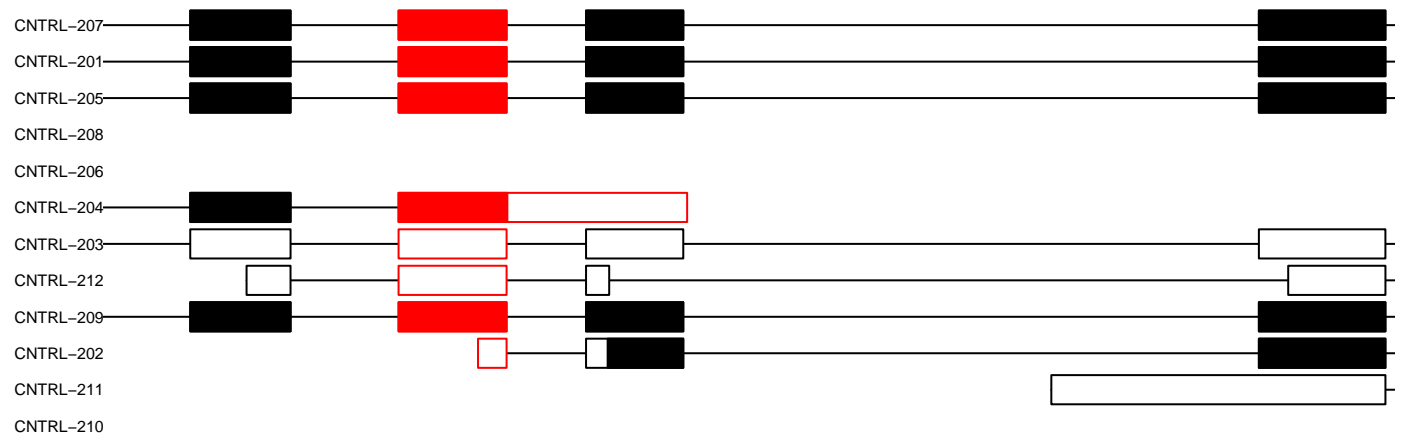 CNTRL–207
CNTRL–201
CNTRL–205
CNTRL–208
CNTRL–206
CNTRL–204
CNTRL–203
CNTRL–212
CNTRL–209
CNTRL–202
CNTRL–211
CNTRL–210